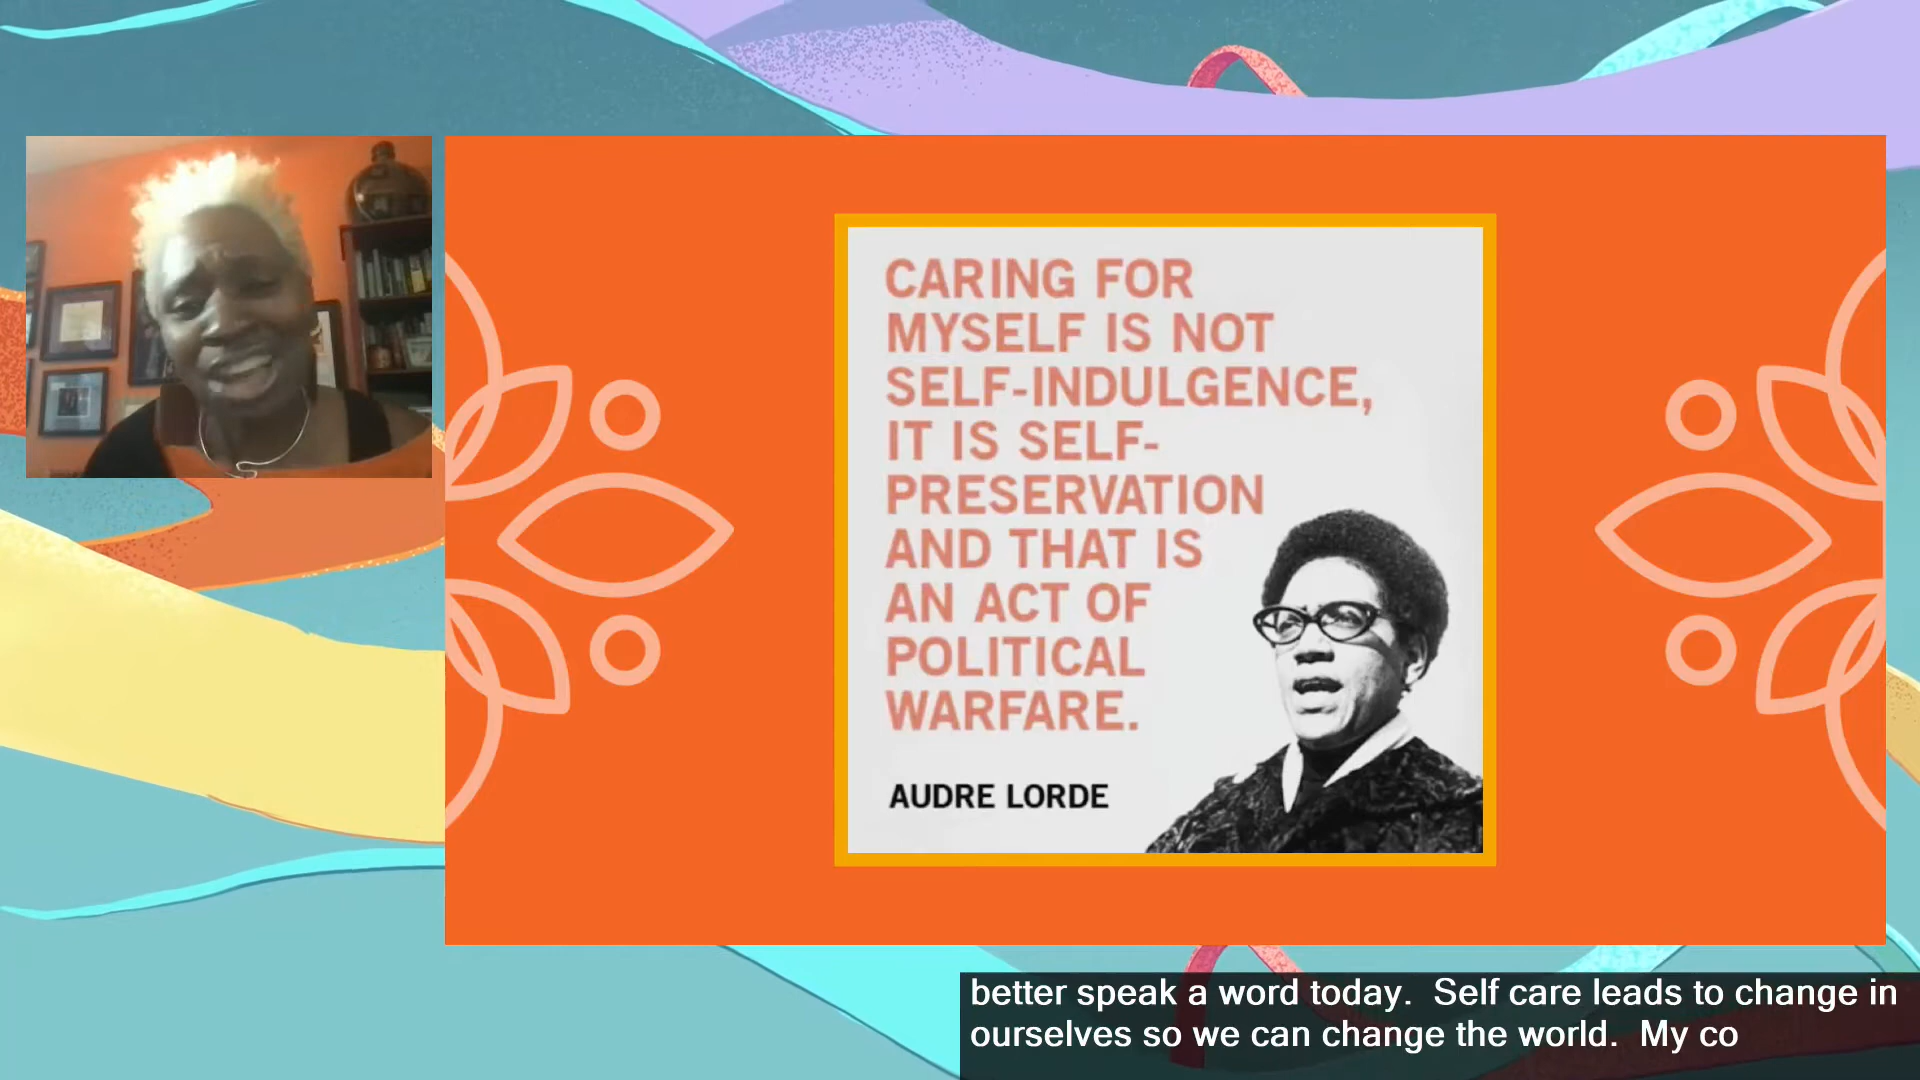 CARING FOR
MYSELF IS NOT
SELF-INDULGENCE,
IT IS SELF-
PRESERVATION
AND THAT IS
AN ACT OF
POLITICAL
WARFARE.
AUDRE LORDE
better speak a word today.  Self care leads to change in
ourselves so we can change the world.  My co